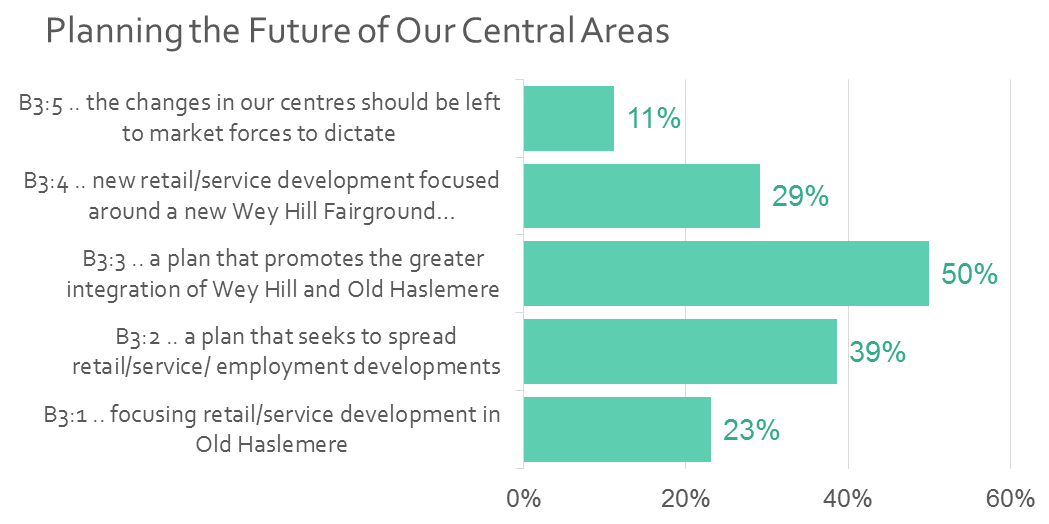 Planning the Future of Our Central Areas
B3:5 .. the changes in our centres should be left
to market forces to dictate
11%
B3:4 .. new retail/service development focused
around a new Wey Hill Fairground...
29%
B3:3 .. a plan that promotes the greater
integration of Wey Hill and Old Haslemere
50%
B3:2 .. a plan that seeks to spread
retail/service/ employment developments
39%
B3:1 .. focusing retail/service development in
Old Haslemere
23%
0% 20% 40% 60%